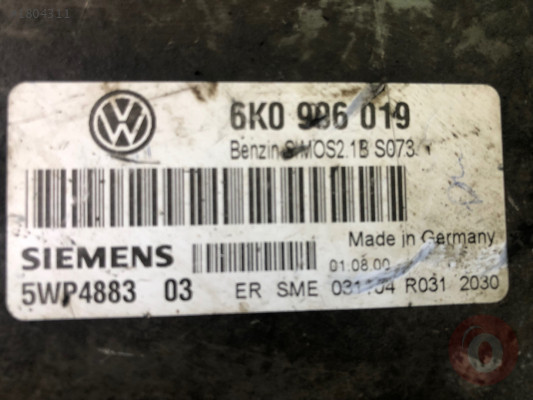 6K0 906 019
Benzin SIMOS2.1B S073
SIEMENS
Made in Germany
01.08.00
5WP4883 03
ER SME R031 2030